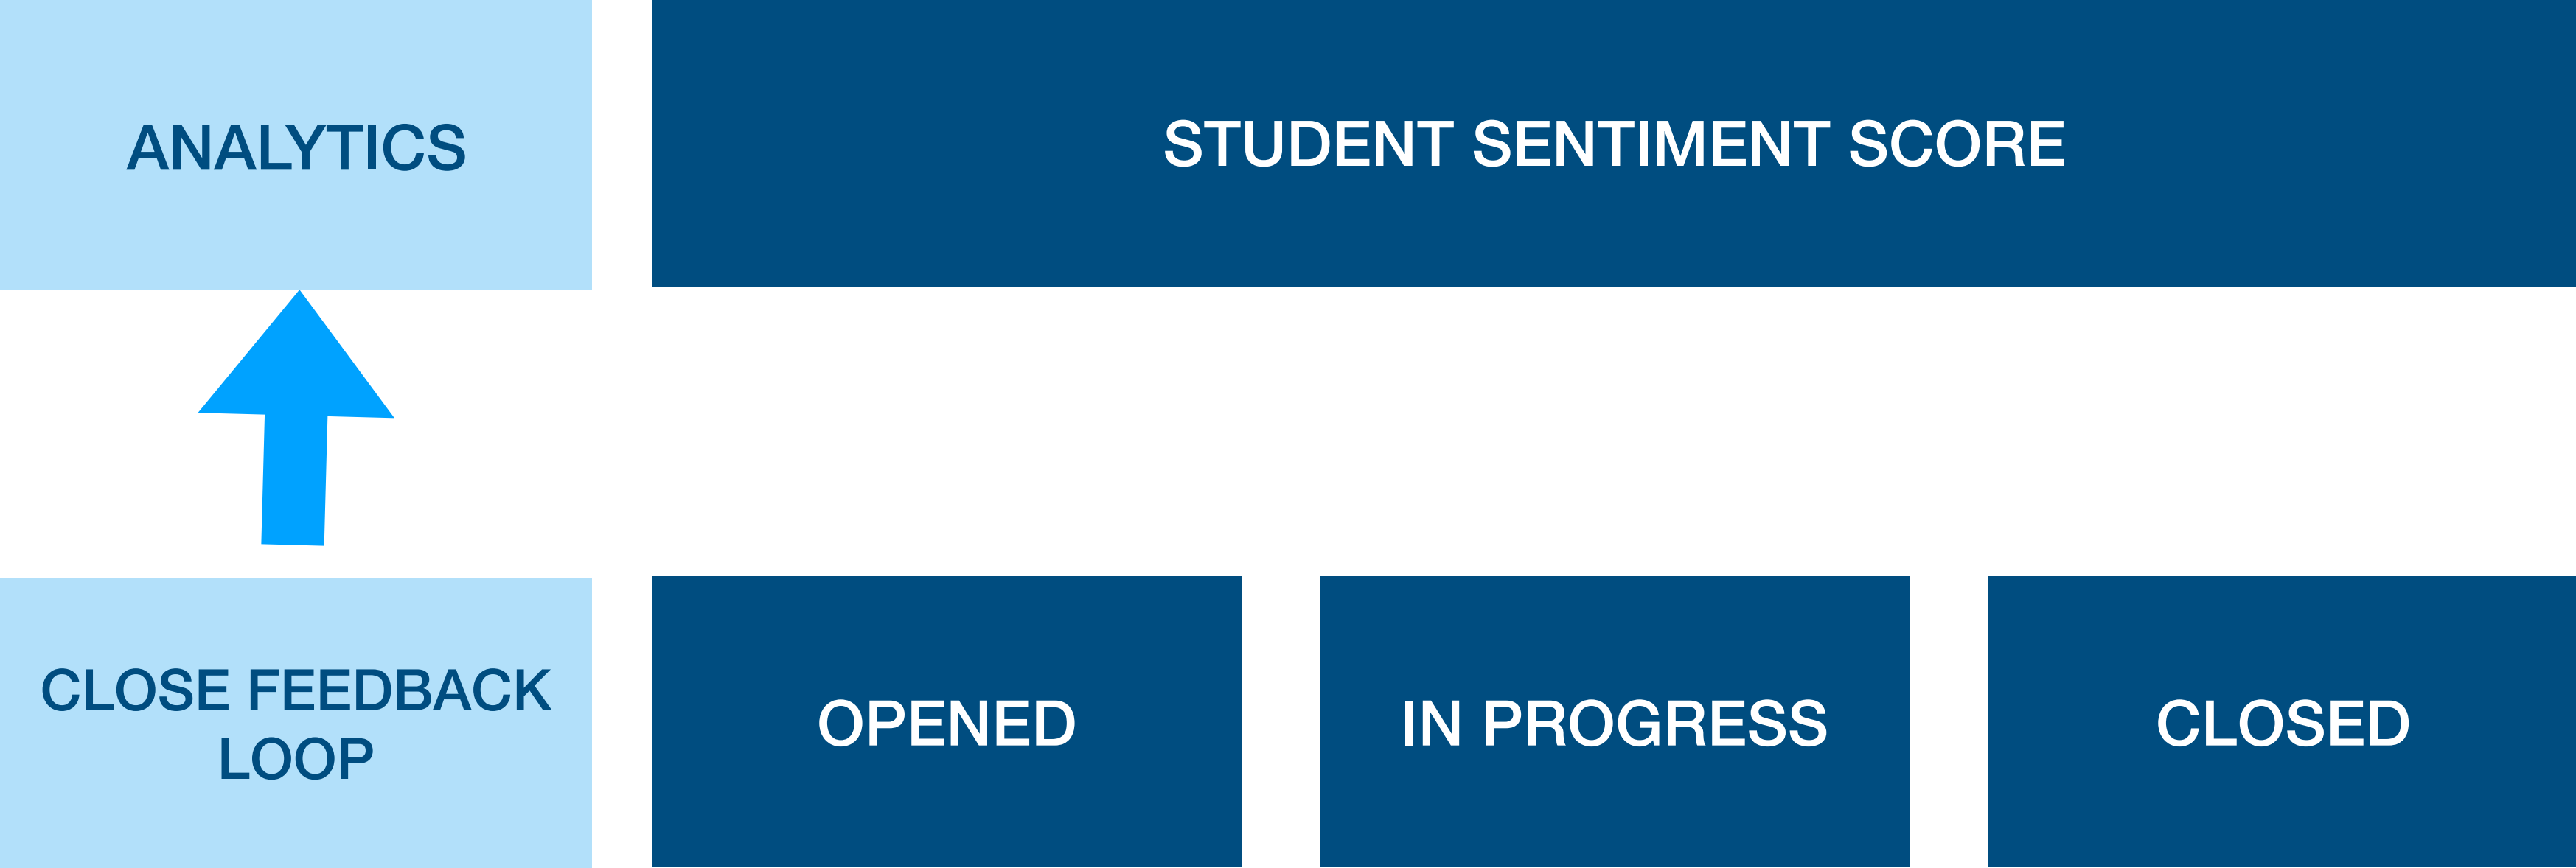 ANALYTICS
STUDENT SENTIMENT SCORE
CLOSE FEEDBACK
LOOP
OPENED
IN PROGRESS
CLOSED